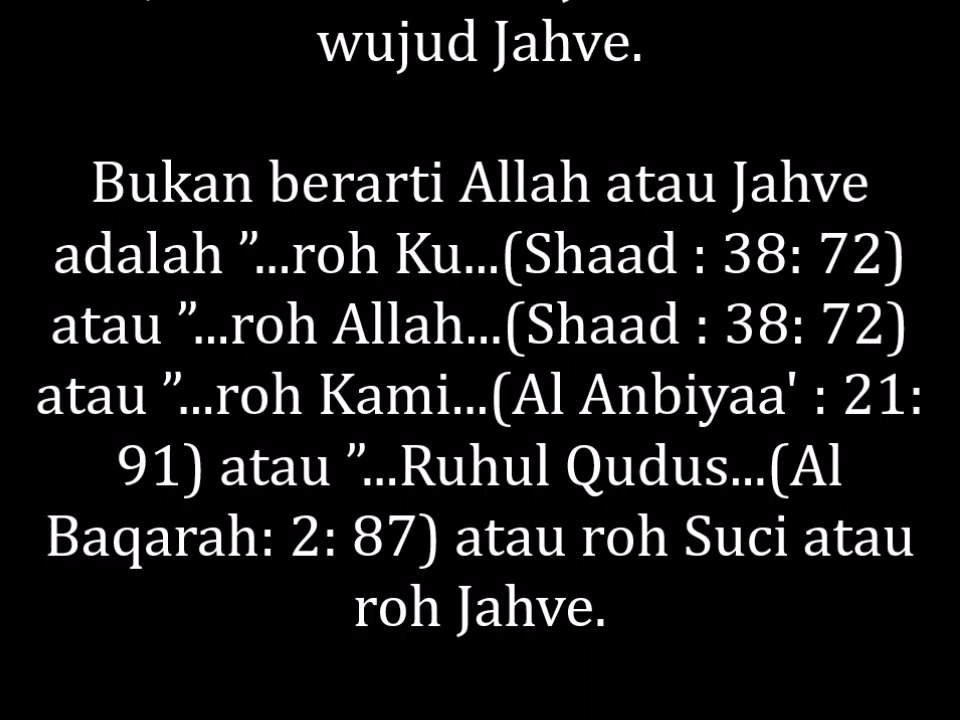 wujud Jahve.
Bukan berarti Allah atau Jahve
adalah ”...roh Ku...(Shaad : 38: 72)
atau ”...roh Allah...(Shaad : 38: 72)
atau ”...roh Kami...(Al Anbiyaa' : 21:
91) atau ”...Ruhul Qudus...(Al
Baqarah: 2: 87) atau roh Suci atau
roh Jahve.